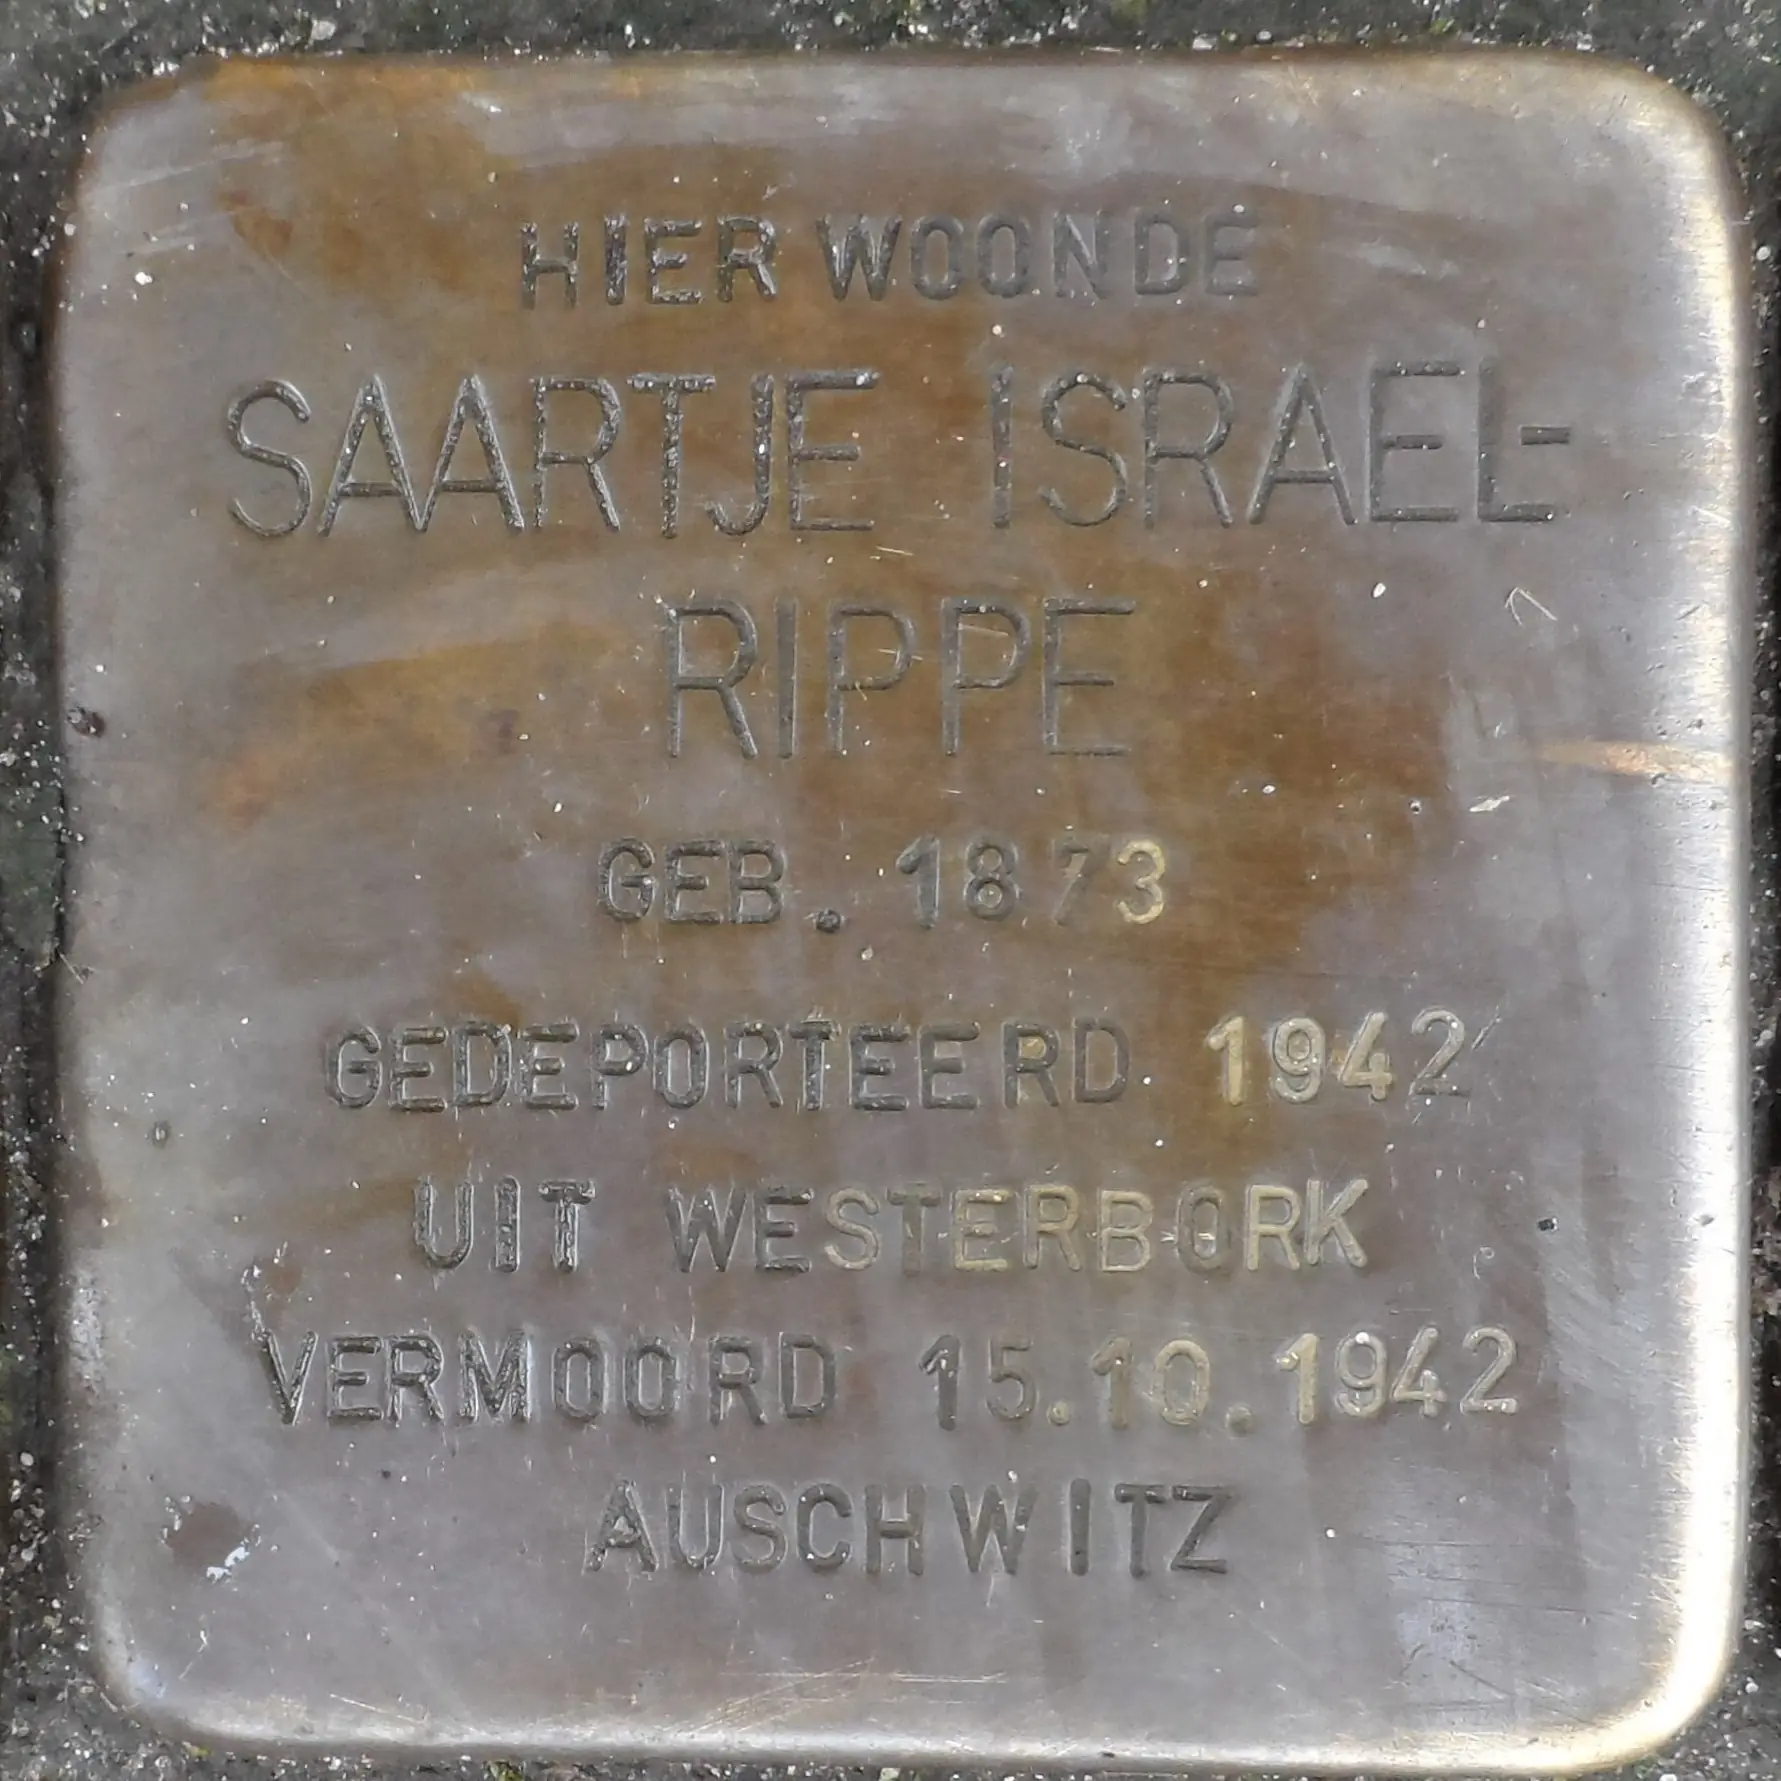 HIER WOONDE
SAARTJE ISRAEL-
RIPPE
GEB. 1873
GEDEPORTEERD 1942
UIT WESTERBORK
VERMOORD 15.10.1942
AUSCHWITZ